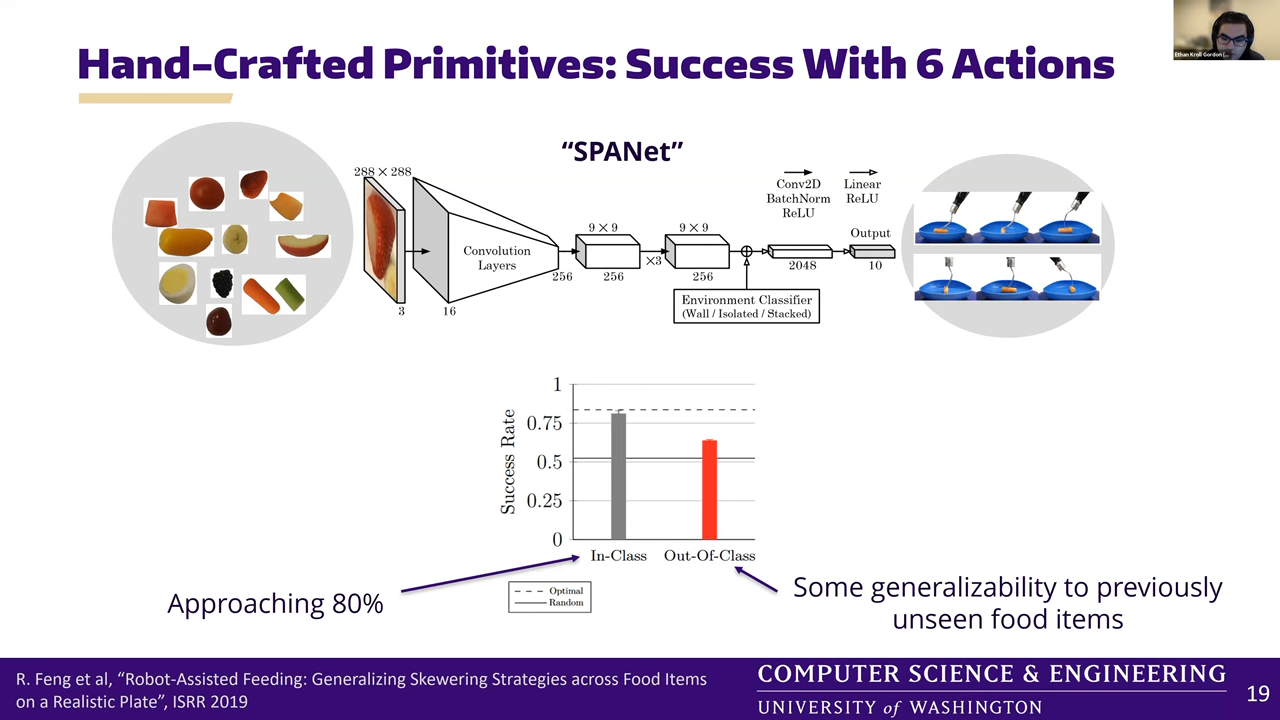 Ethan Kroll Gordon (...
Hand-Crafted Primitives: Success With 6 Actions
“SPANet”
288 × 288
3
16
Convolution
Layers
256
9 × 9
256
×3
9 × 9
256
Environment Classifier
(Wall / Isolated / Stacked)
2048
Conv2D
BatchNorm
ReLU
Linear
ReLU
Output
10
Success Rate
1
0.75
0.5
0.25
0
In-Class
Out-Of-Class
Optimal
Random
Approaching 80%
Some generalizability to previously
unseen food items
R. Feng et al, “Robot-Assisted Feeding: Generalizing Skewering Strategies across Food Items
on a Realistic Plate”, ISRR 2019
COMPUTER SCIENCE & ENGINEERING
UNIVERSITY of WASHINGTON
19